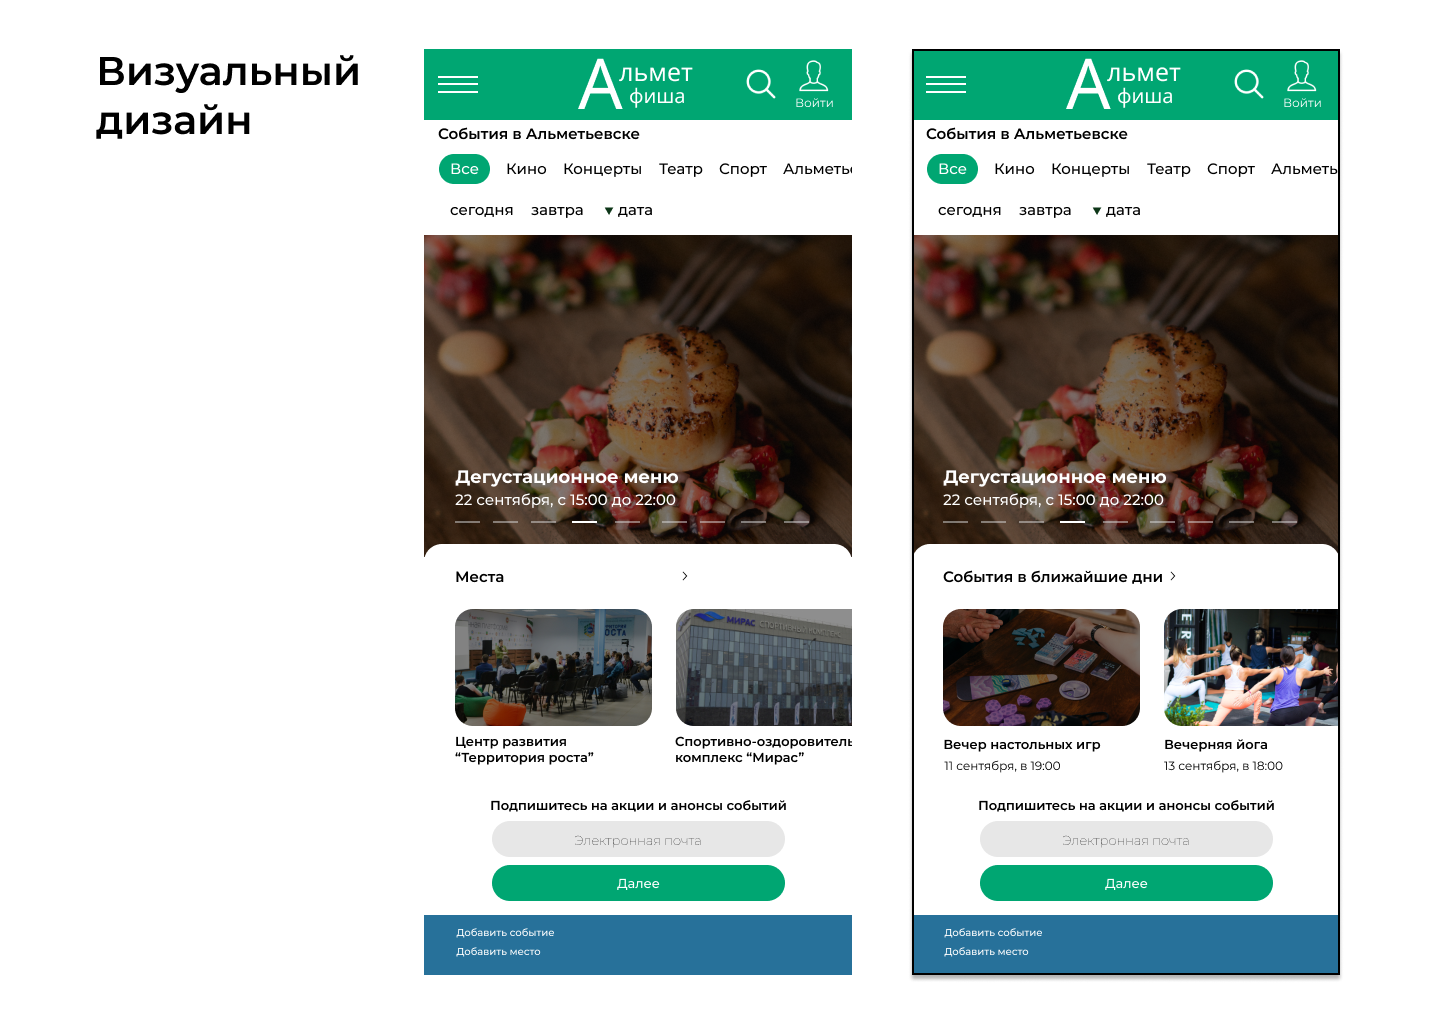 Визуальный
дизайн
Альмет
фиша
Войти
События в Альметьевске
Все Кино Концерты Театр Спорт Альметье
сегодня завтра ▼ дата
Дегустационное меню
22 сентября, с 15:00 до 22:00
Места >
МИРАС СПОРТИВНЫЙ КОМПЛЕКС
Центр развития
“Территория роста”
Спортивно-оздоровитель
комплекс “Мирас”
Подпишитесь на акции и анонсы событий
Электронная почта
Далее
Добавить событие
Добавить место
Альмет
фиша
Войти
События в Альметьевске
Все Кино Концерты Театр Спорт Альметь
сегодня завтра ▼ дата
Дегустационное меню
22 сентября, с 15:00 до 22:00
События в ближайшие дни >
Вечер настольных игр
11 сентября, в 19:00
Вечерняя йога
13 сентября, в 18:00
Подпишитесь на акции и анонсы событий
Электронная почта
Далее
Добавить событие
Добавить место